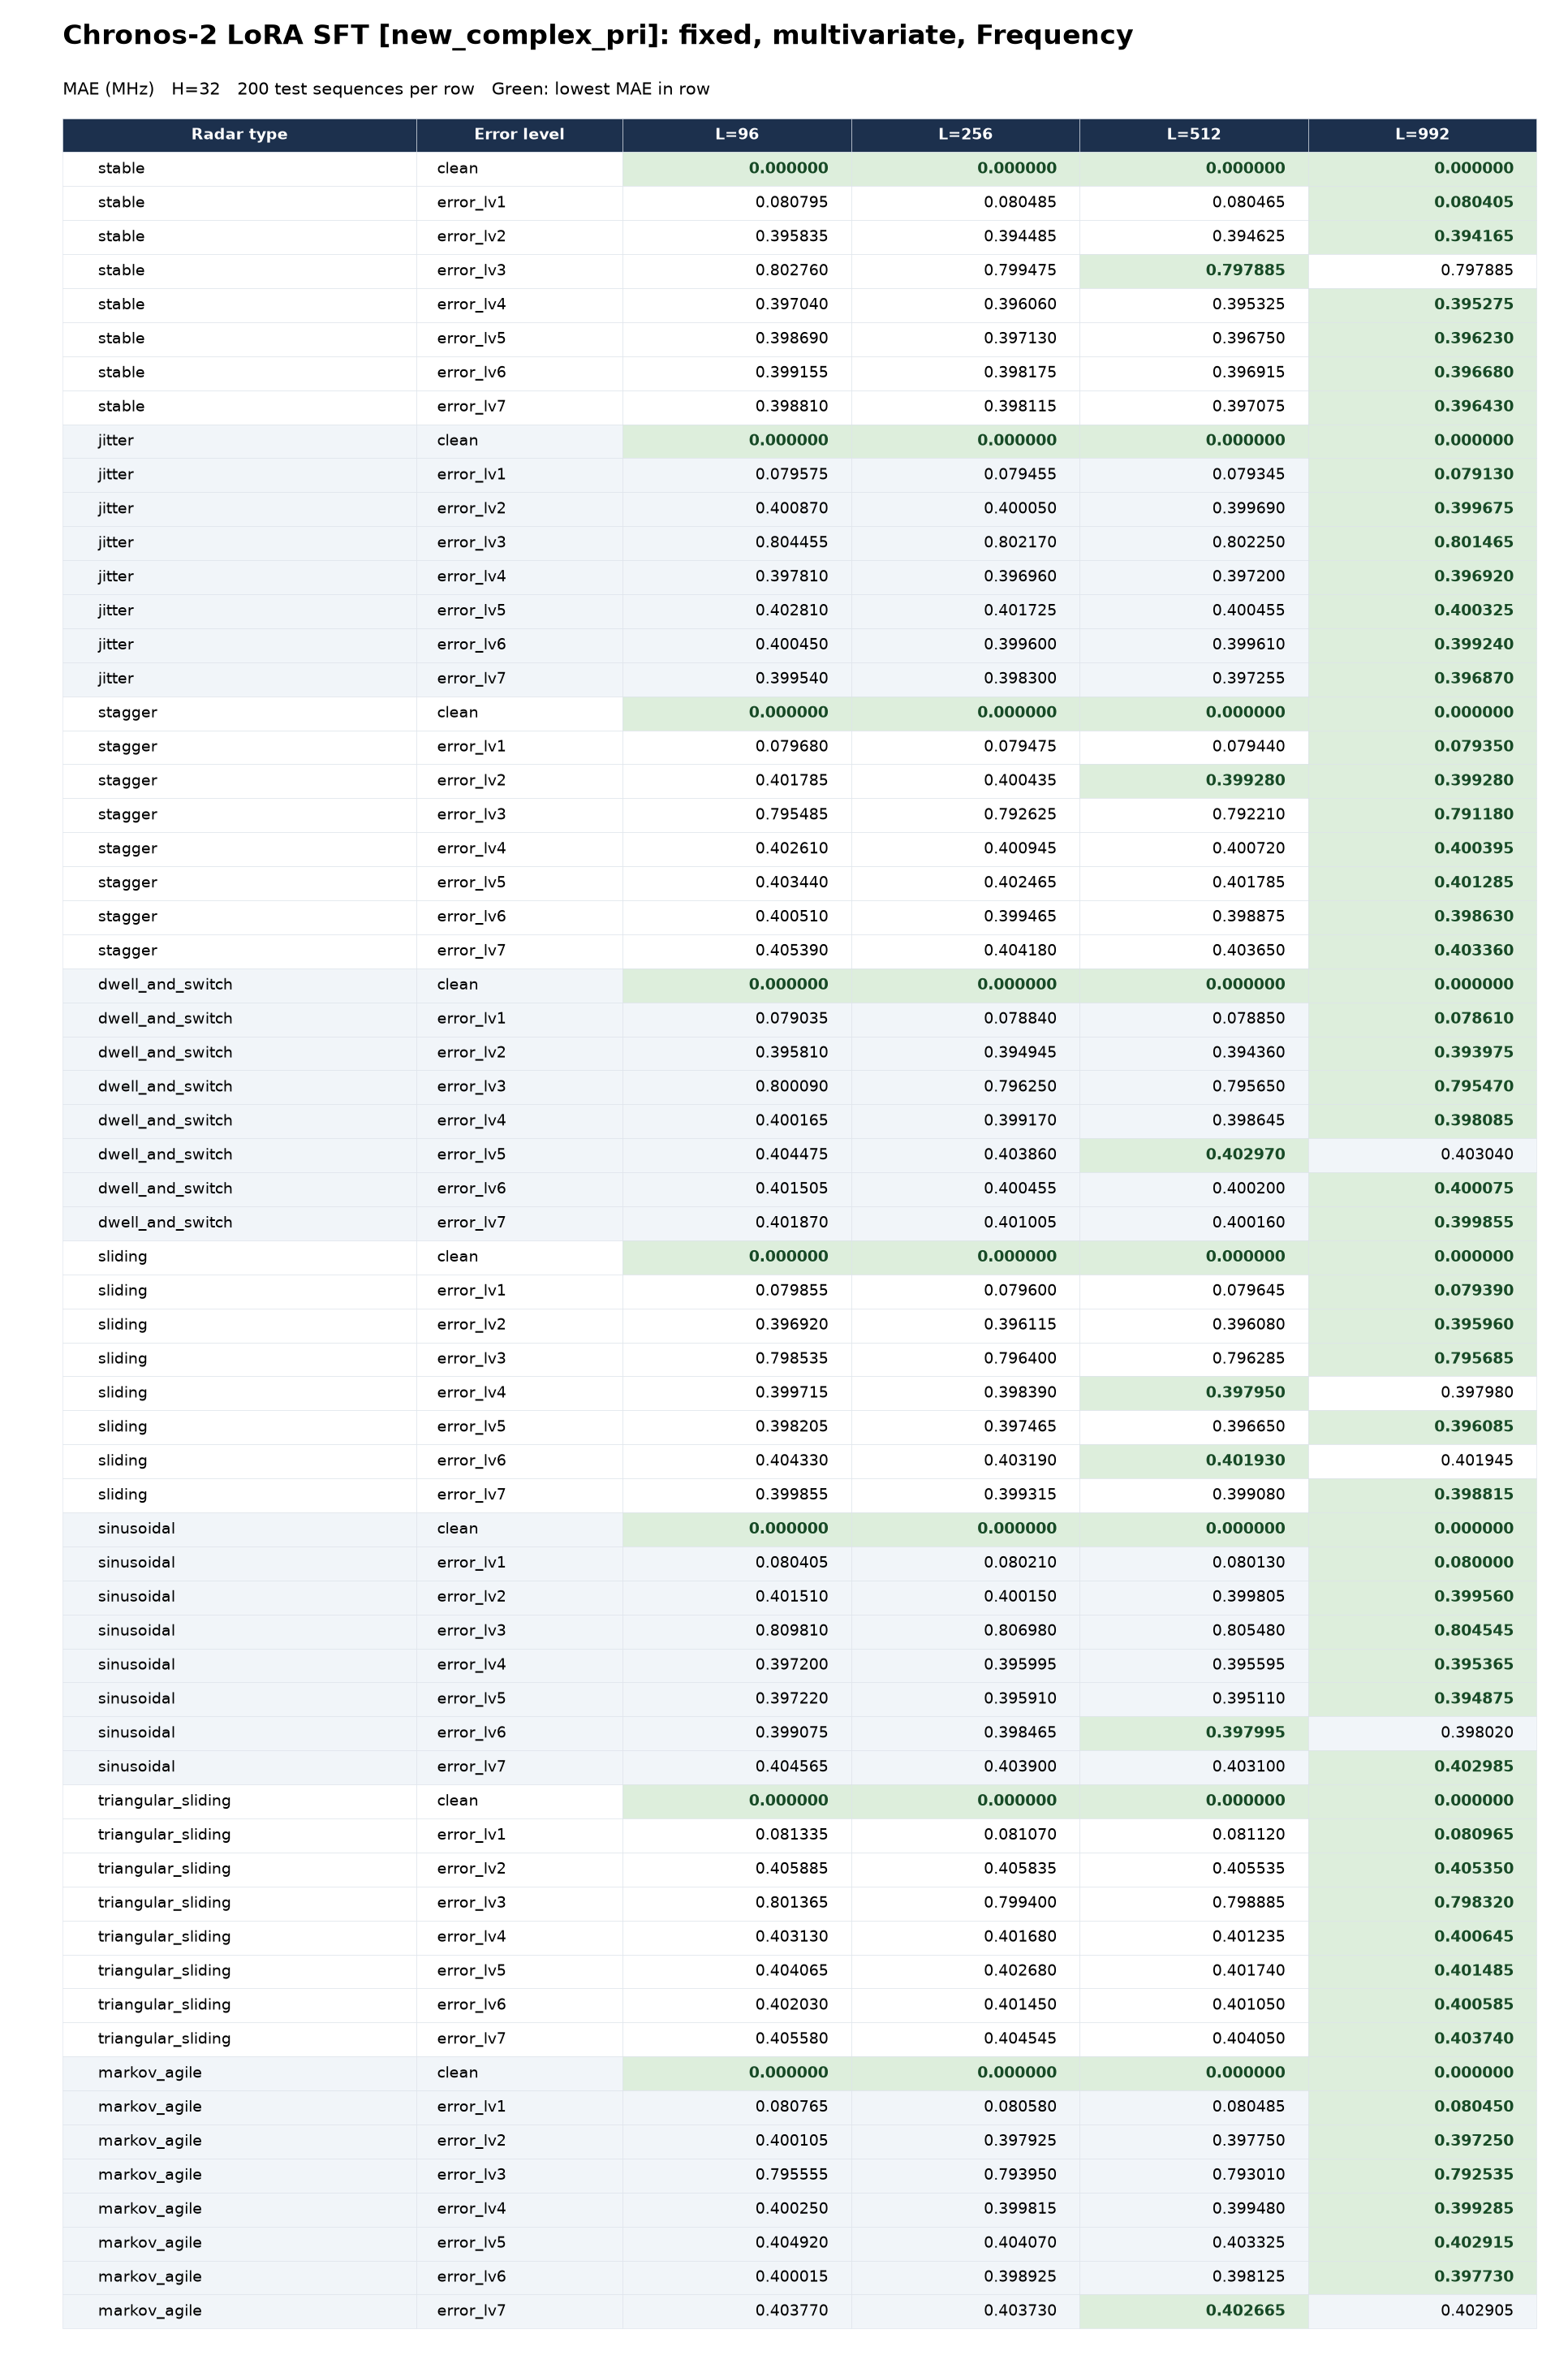 Chronos-2 LoRA SFT [new_complex_pri]: fixed, multivariate, Frequency
MAE (MHz) H=32 200 test sequences per row Green: lowest MAE in row
Radar type Error level L=96 L=256 L=512 L=992
stable clean 0.000000 0.000000 0.000000 0.000000
stable error_lv1 0.080795 0.080485 0.080465 0.080405
stable error_lv2 0.395835 0.394485 0.394625 0.394165
stable error_lv3 0.802760 0.799475 0.797885 0.797885
stable error_lv4 0.397040 0.396060 0.395325 0.395275
stable error_lv5 0.398690 0.397130 0.396750 0.396230
stable error_lv6 0.399155 0.398175 0.396915 0.396680
stable error_lv7 0.398810 0.398115 0.397075 0.396430
jitter clean 0.000000 0.000000 0.000000 0.000000
jitter error_lv1 0.079575 0.079455 0.079345 0.079130
jitter error_lv2 0.400870 0.400050 0.399690 0.399675
jitter error_lv3 0.804455 0.802170 0.802250 0.801465
jitter error_lv4 0.397810 0.396960 0.397200 0.396920
jitter error_lv5 0.402810 0.401725 0.400455 0.400325
jitter error_lv6 0.400450 0.399600 0.399610 0.399240
jitter error_lv7 0.399540 0.398300 0.397255 0.396870
stagger clean 0.000000 0.000000 0.000000 0.000000
stagger error_lv1 0.079680 0.079475 0.079440 0.079350
stagger error_lv2 0.401785 0.400435 0.399280 0.399280
stagger error_lv3 0.795485 0.792625 0.792210 0.791180
stagger error_lv4 0.402610 0.400945 0.400720 0.400395
stagger error_lv5 0.403440 0.402465 0.401785 0.401285
stagger error_lv6 0.400510 0.399465 0.398875 0.398630
stagger error_lv7 0.405390 0.404180 0.403650 0.403360
dwell_and_switch clean 0.000000 0.000000 0.000000 0.000000
dwell_and_switch error_lv1 0.079035 0.078840 0.078850 0.078610
dwell_and_switch error_lv2 0.395810 0.394945 0.394360 0.393975
dwell_and_switch error_lv3 0.800090 0.796250 0.795650 0.795470
dwell_and_switch error_lv4 0.400165 0.399170 0.398645 0.398085
dwell_and_switch error_lv5 0.404475 0.403860 0.402970 0.403040
dwell_and_switch error_lv6 0.401505 0.400455 0.400200 0.400075
dwell_and_switch error_lv7 0.401870 0.401005 0.400160 0.399855
sliding clean 0.000000 0.000000 0.000000 0.000000
sliding error_lv1 0.079855 0.079600 0.079645 0.079390
sliding error_lv2 0.396920 0.396115 0.396080 0.395960
sliding error_lv3 0.798535 0.796400 0.796285 0.795685
sliding error_lv4 0.399715 0.398390 0.397950 0.397980
sliding error_lv5 0.398205 0.397465 0.396650 0.396085
sliding error_lv6 0.404330 0.403190 0.401930 0.401945
sliding error_lv7 0.399855 0.399315 0.399080 0.398815
sinusoidal clean 0.000000 0.000000 0.000000 0.000000
sinusoidal error_lv1 0.080405 0.080210 0.080130 0.080000
sinusoidal error_lv2 0.401510 0.400150 0.399805 0.399560
sinusoidal error_lv3 0.809810 0.806980 0.805480 0.804545
sinusoidal error_lv4 0.397200 0.395995 0.395595 0.395365
sinusoidal error_lv5 0.397220 0.395910 0.395110 0.394875
sinusoidal error_lv6 0.399075 0.398465 0.397995 0.398020
sinusoidal error_lv7 0.404565 0.403900 0.403100 0.402985
triangular_sliding clean 0.000000 0.000000 0.000000 0.000000
triangular_sliding error_lv1 0.081335 0.081070 0.081120 0.080965
triangular_sliding error_lv2 0.405885 0.405835 0.405535 0.405350
triangular_sliding error_lv3 0.801365 0.799400 0.798885 0.798320
triangular_sliding error_lv4 0.403130 0.401680 0.401235 0.400645
triangular_sliding error_lv5 0.404065 0.402680 0.401740 0.401485
triangular_sliding error_lv6 0.402030 0.401450 0.401050 0.400585
triangular_sliding error_lv7 0.405580 0.404545 0.404050 0.403740
markov_agile clean 0.000000 0.000000 0.000000 0.000000
markov_agile error_lv1 0.080765 0.080580 0.080485 0.080450
markov_agile error_lv2 0.400105 0.397925 0.397750 0.397250
markov_agile error_lv3 0.795555 0.793950 0.793010 0.792535
markov_agile error_lv4 0.400250 0.399815 0.399480 0.399285
markov_agile error_lv5 0.404920 0.404070 0.403325 0.402915
markov_agile error_lv6 0.400015 0.398925 0.398125 0.397730
markov_agile error_lv7 0.403770 0.403730 0.402665 0.402905